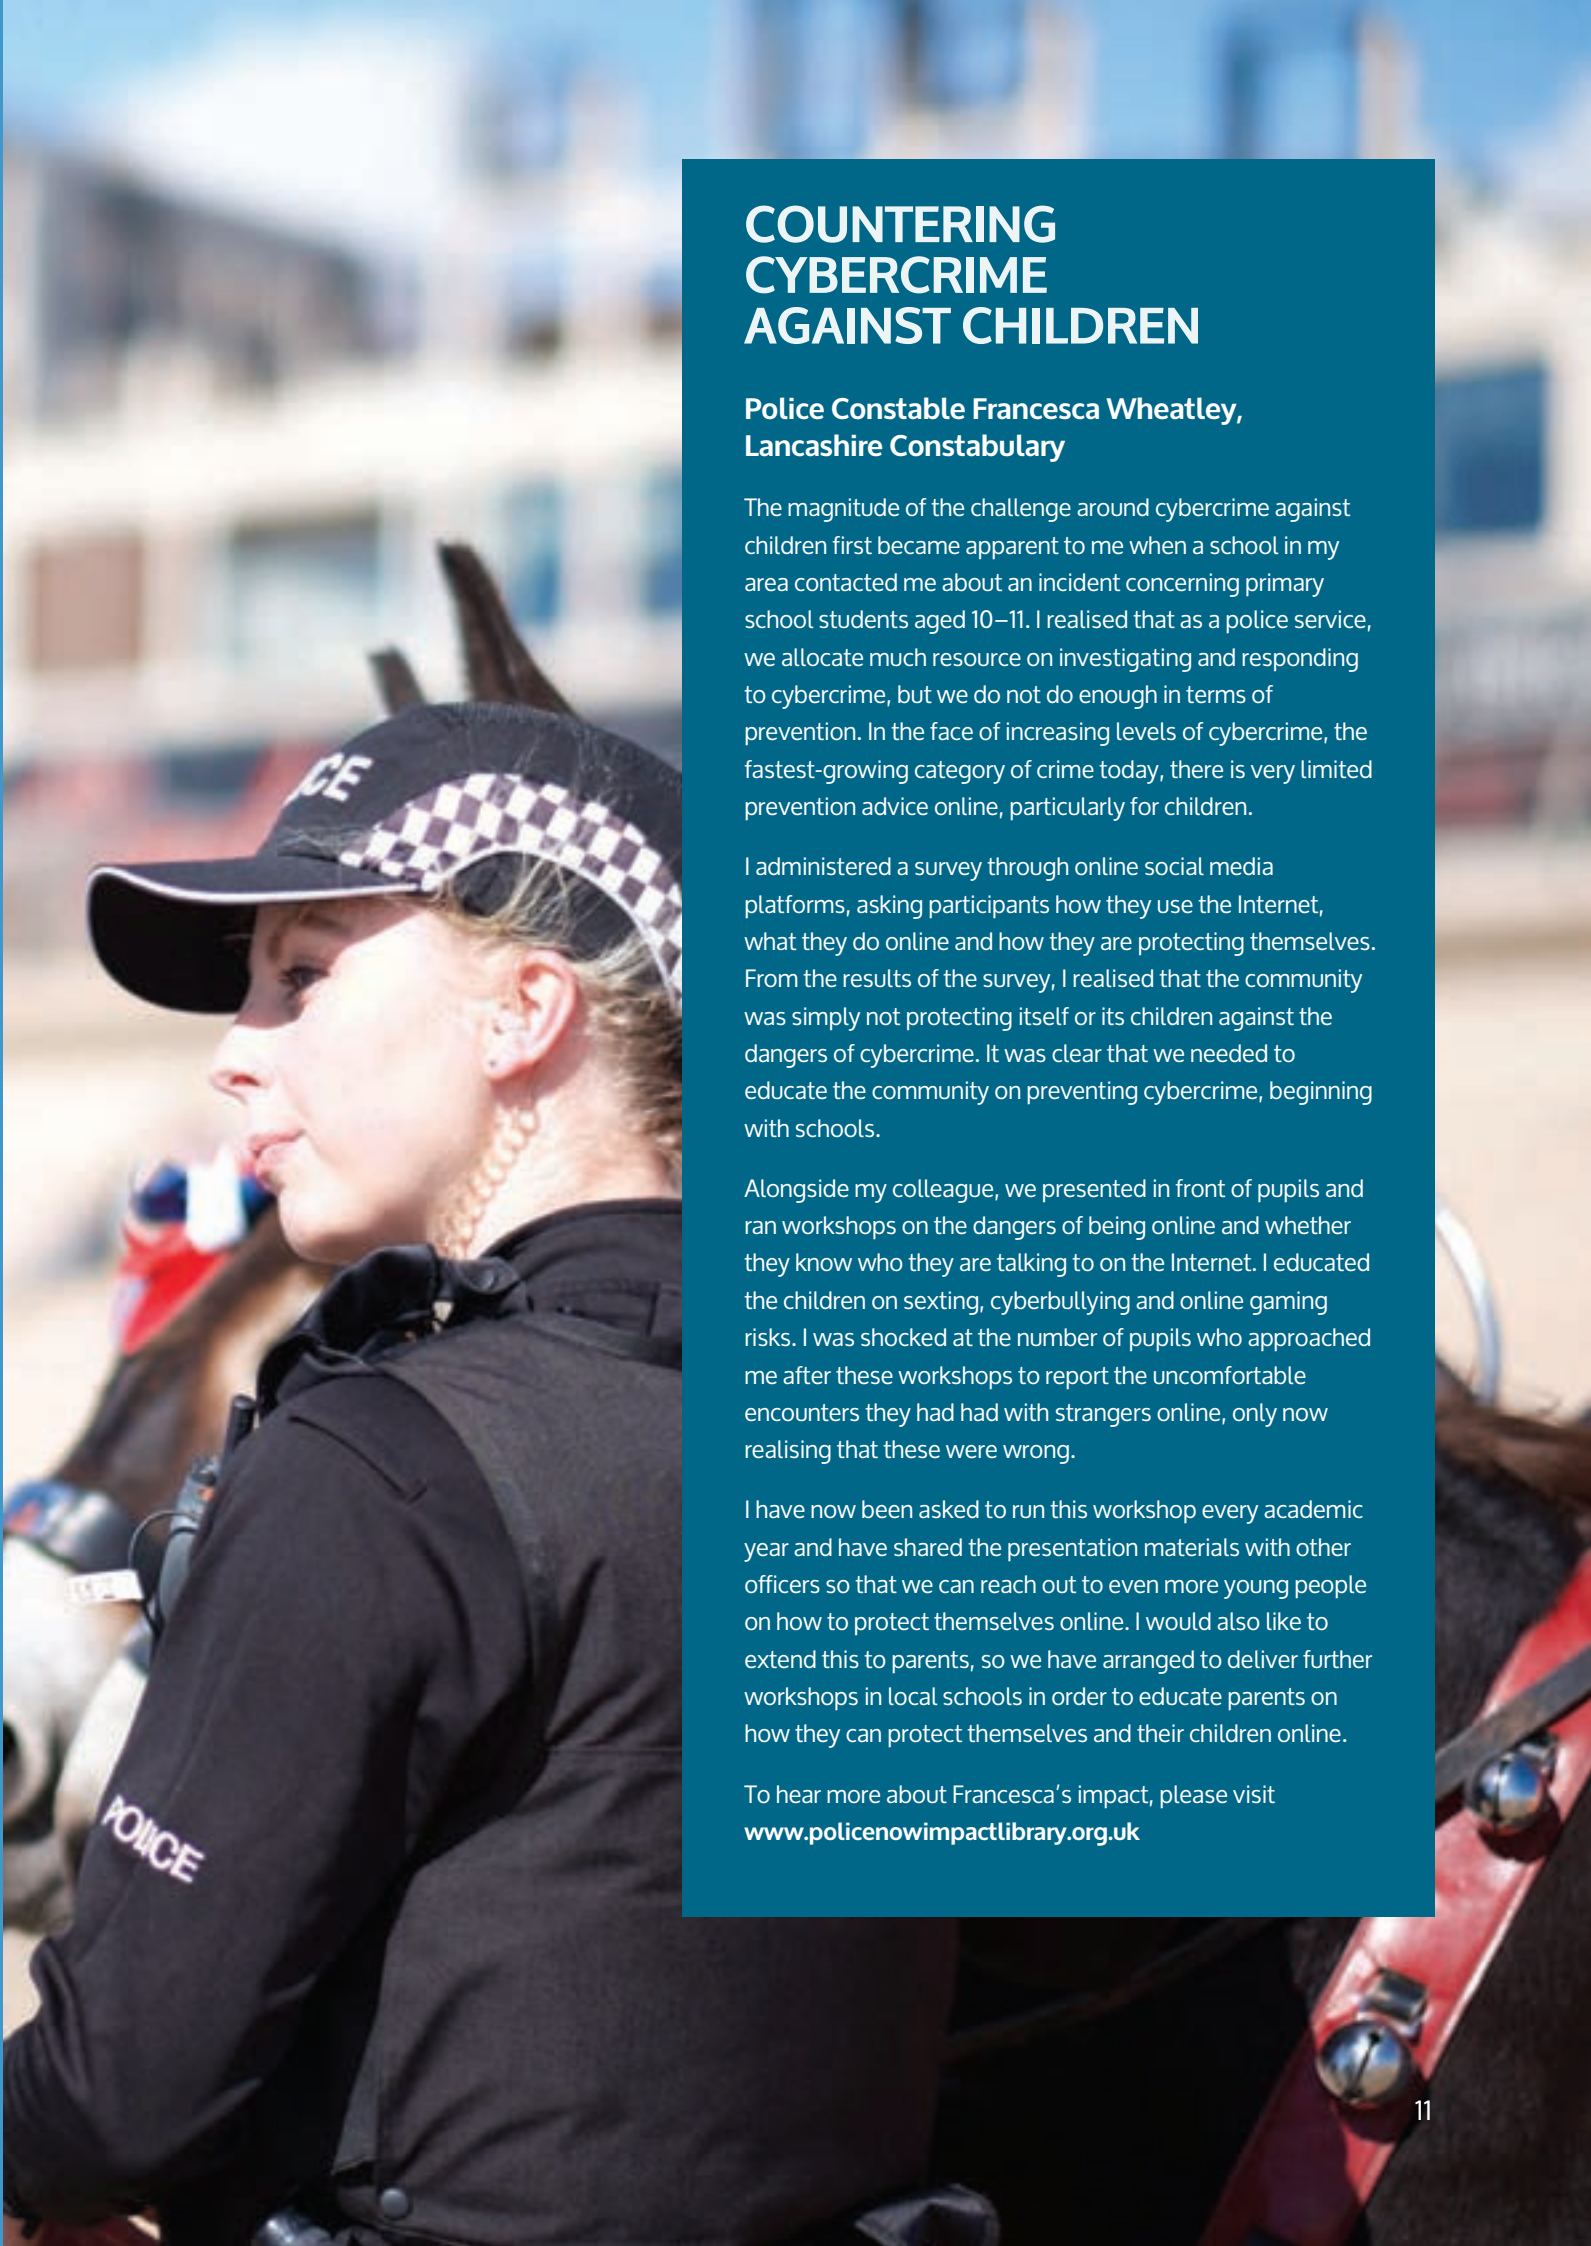 COUNTERING
CYBERCRIME
AGAINST CHILDREN
Police Constable Francesca Wheatley,
Lancashire Constabulary
The magnitude of the challenge around cybercrime against
children first became apparent to me when a school in my
area contacted me about an incident concerning primary
school students aged 10–11. I realised that as a police service,
we allocate much resource on investigating and responding
to cybercrime, but we do not do enough in terms of
prevention. In the face of increasing levels of cybercrime, the
fastest-growing category of crime today, there is very limited
prevention advice online, particularly for children.
I administered a survey through online social media
platforms, asking participants how they use the Internet,
what they do online and how they are protecting themselves.
From the results of the survey, I realised that the community
was simply not protecting itself or its children against the
dangers of cybercrime. It was clear that we needed to
educate the community on preventing cybercrime, beginning
with schools.
Alongside my colleague, we presented in front of pupils and
ran workshops on the dangers of being online and whether
they know who they are talking to on the Internet. I educated
the children on sexting, cyberbullying and online gaming
risks. I was shocked at the number of pupils who approached
me after these workshops to report the uncomfortable
encounters they had had with strangers online, only now
realising that these were wrong.
I have now been asked to run this workshop every academic
year and have shared the presentation materials with other
officers so that we can reach out to even more young people
on how to protect themselves online. I would also like to
extend this to parents, so we have arranged to deliver further
workshops in local schools in order to educate parents on
how they can protect themselves and their children online.
To hear more about Francesca's impact, please visit
www.policenowimpactlibrary.org.uk
ICE
POLICE
11